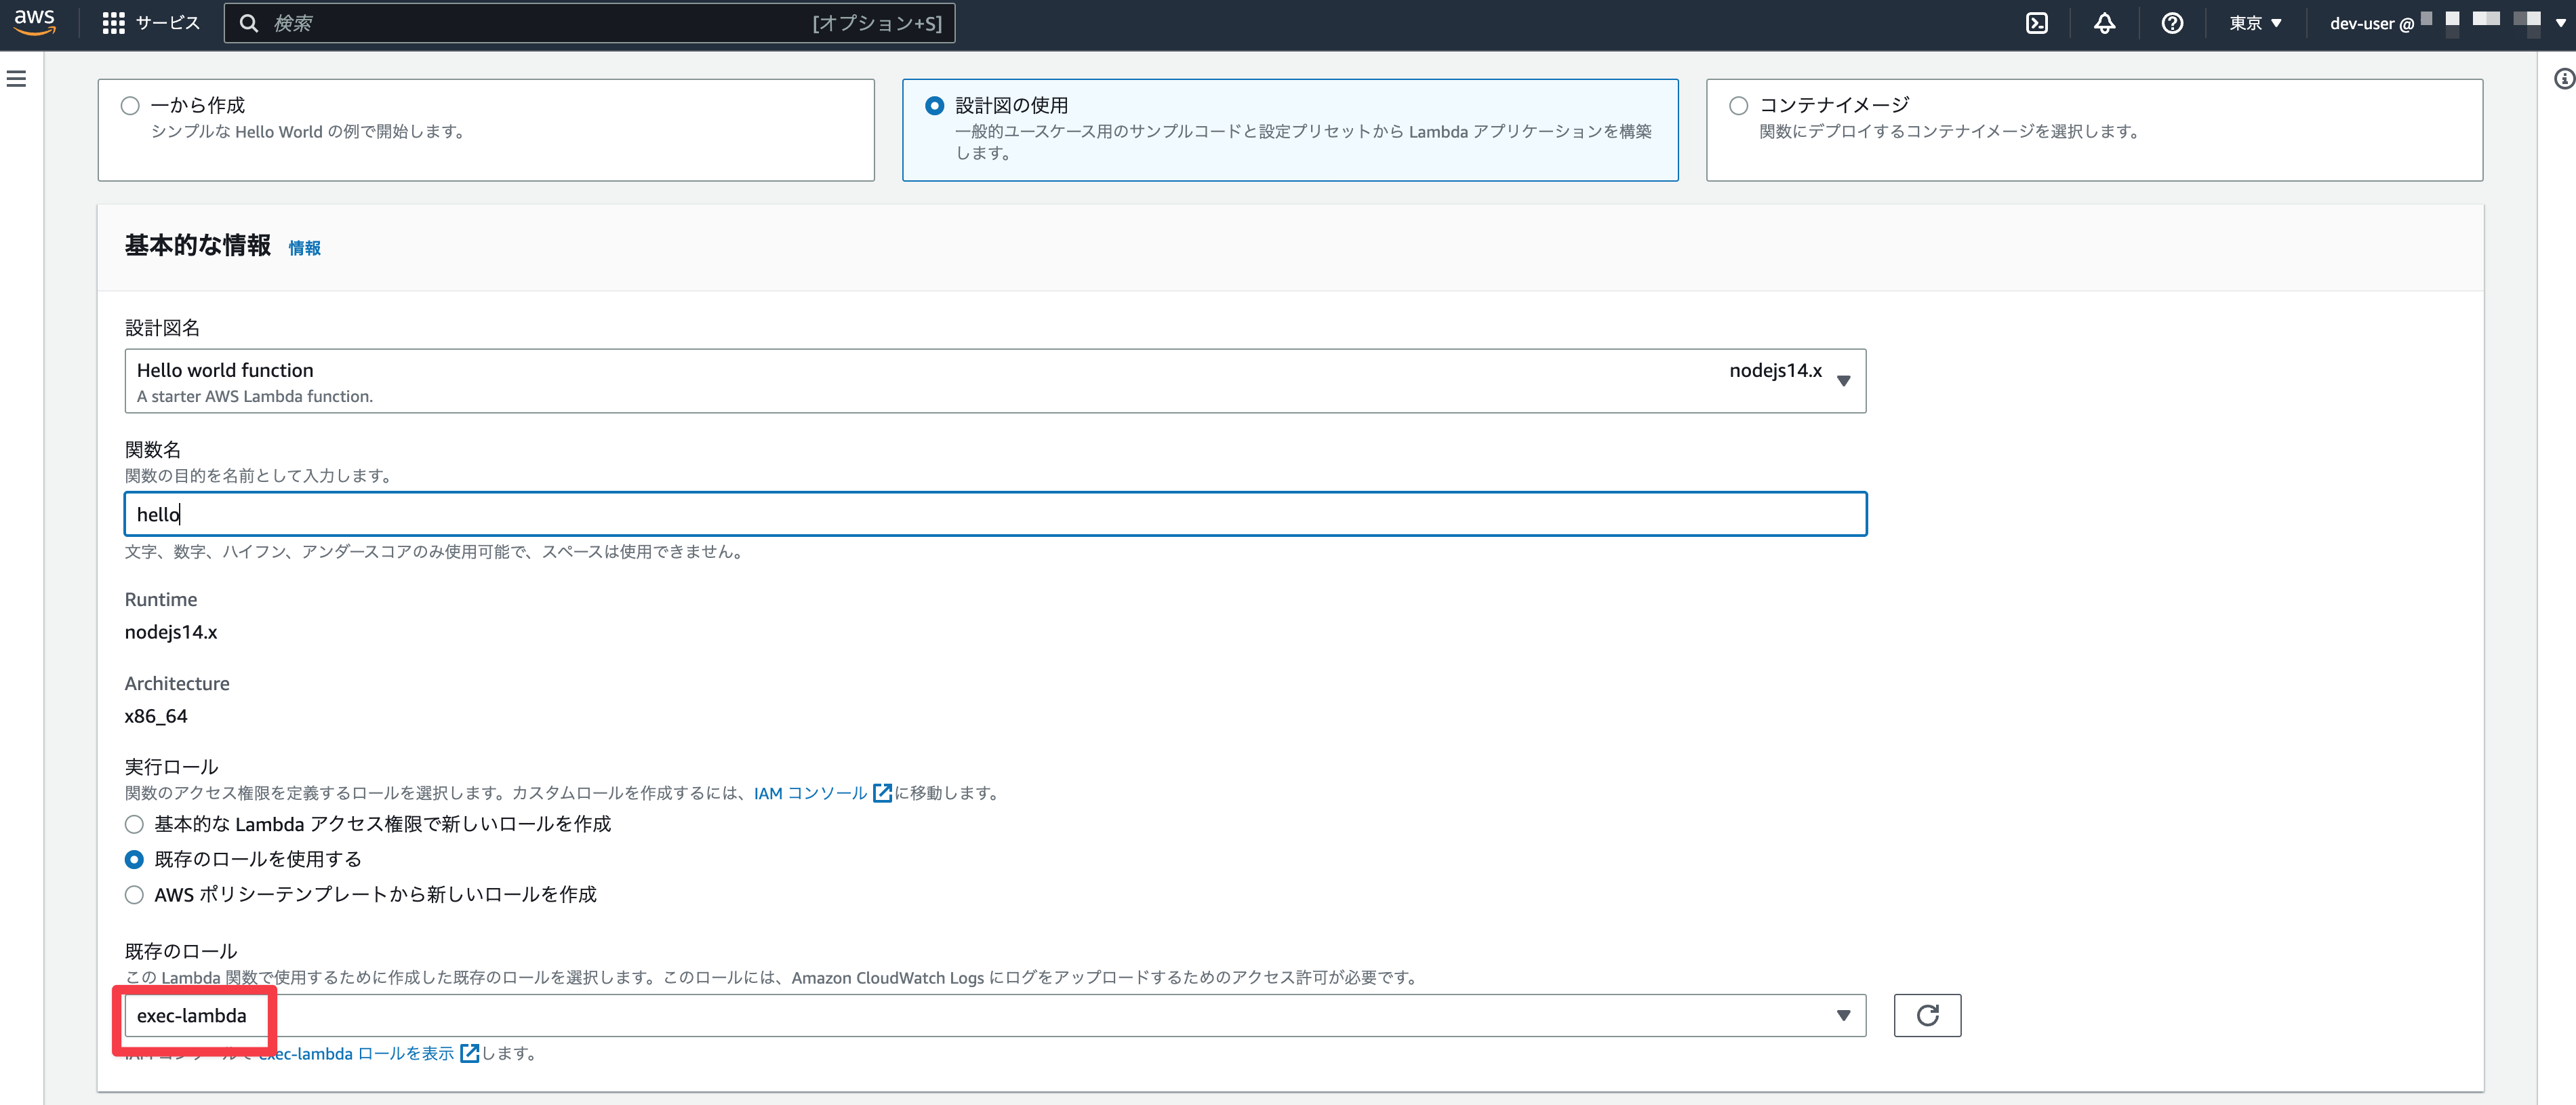 aws
サービス
検索
[オプション+S]
東京
dev-user @
一から作成
シンプルな Hello World の例で開始します。
設計図の使用
一般的ユースケース用のサンプルコードと設定プリセットから Lambda アプリケーションを構築
します。
コンテナイメージ
関数にデプロイするコンテナイメージを選択します。
基本的な情報 情報
設計図名
Hello world function
nodejs14.x
A starter AWS Lambda function.
関数名
関数の目的を名前として入力します。
hello
文字、数字、ハイフン、アンダースコアのみ使用可能で、スペースは使用できません。
Runtime
nodejs14.x
Architecture
x86_64
実行ロール
関数のアクセス権限を定義するロールを選択します。カスタムロールを作成するには、IAM コンソール に移動します。
基本的な Lambda アクセス権限で新しいロールを作成
既存のロールを使用する
AWS ポリシーテンプレートから新しいロールを作成
既存のロール
この Lambda 関数で使用するために作成した既存のロールを選択します。このロールには、Amazon CloudWatch Logs にログをアップロードするためのアクセス許可が必要です。
exec-lambda
exec-lambda ロールを表示 します。